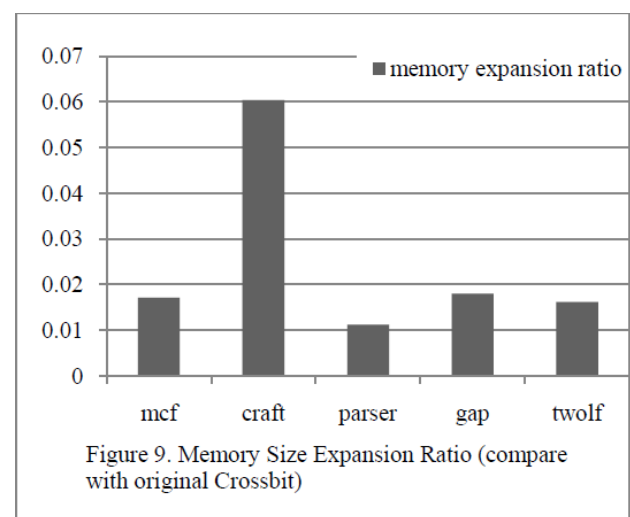 0.07
memory expansion ratio
0.06
0.05
0.04
0.03
0.02
0.01
0
mcf craft parser gap twolf
Figure 9. Memory Size Expansion Ratio (compare
with original Crossbit)